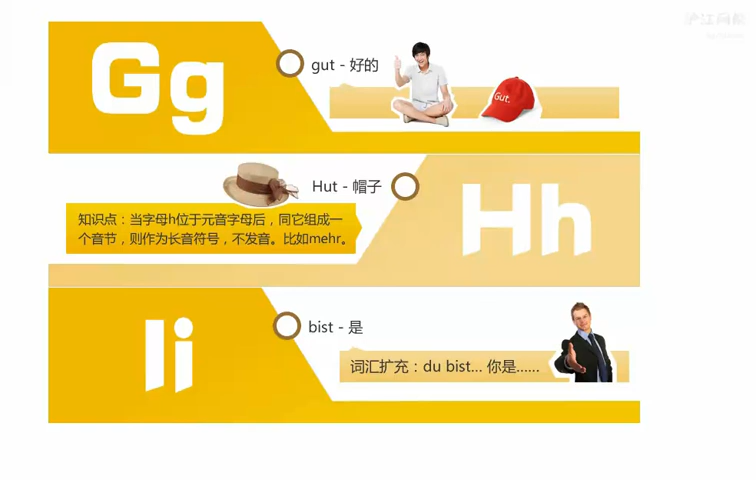 沪江网校
Gg
gut - 好的
Gut.
Hut - 帽子
知识点：当字母h位于元音字母后，同它组成一
个音节，则作为长音符号，不发音。比如mehr。
Hh
Ii
bist - 是
词汇扩充：du bist... 你是......